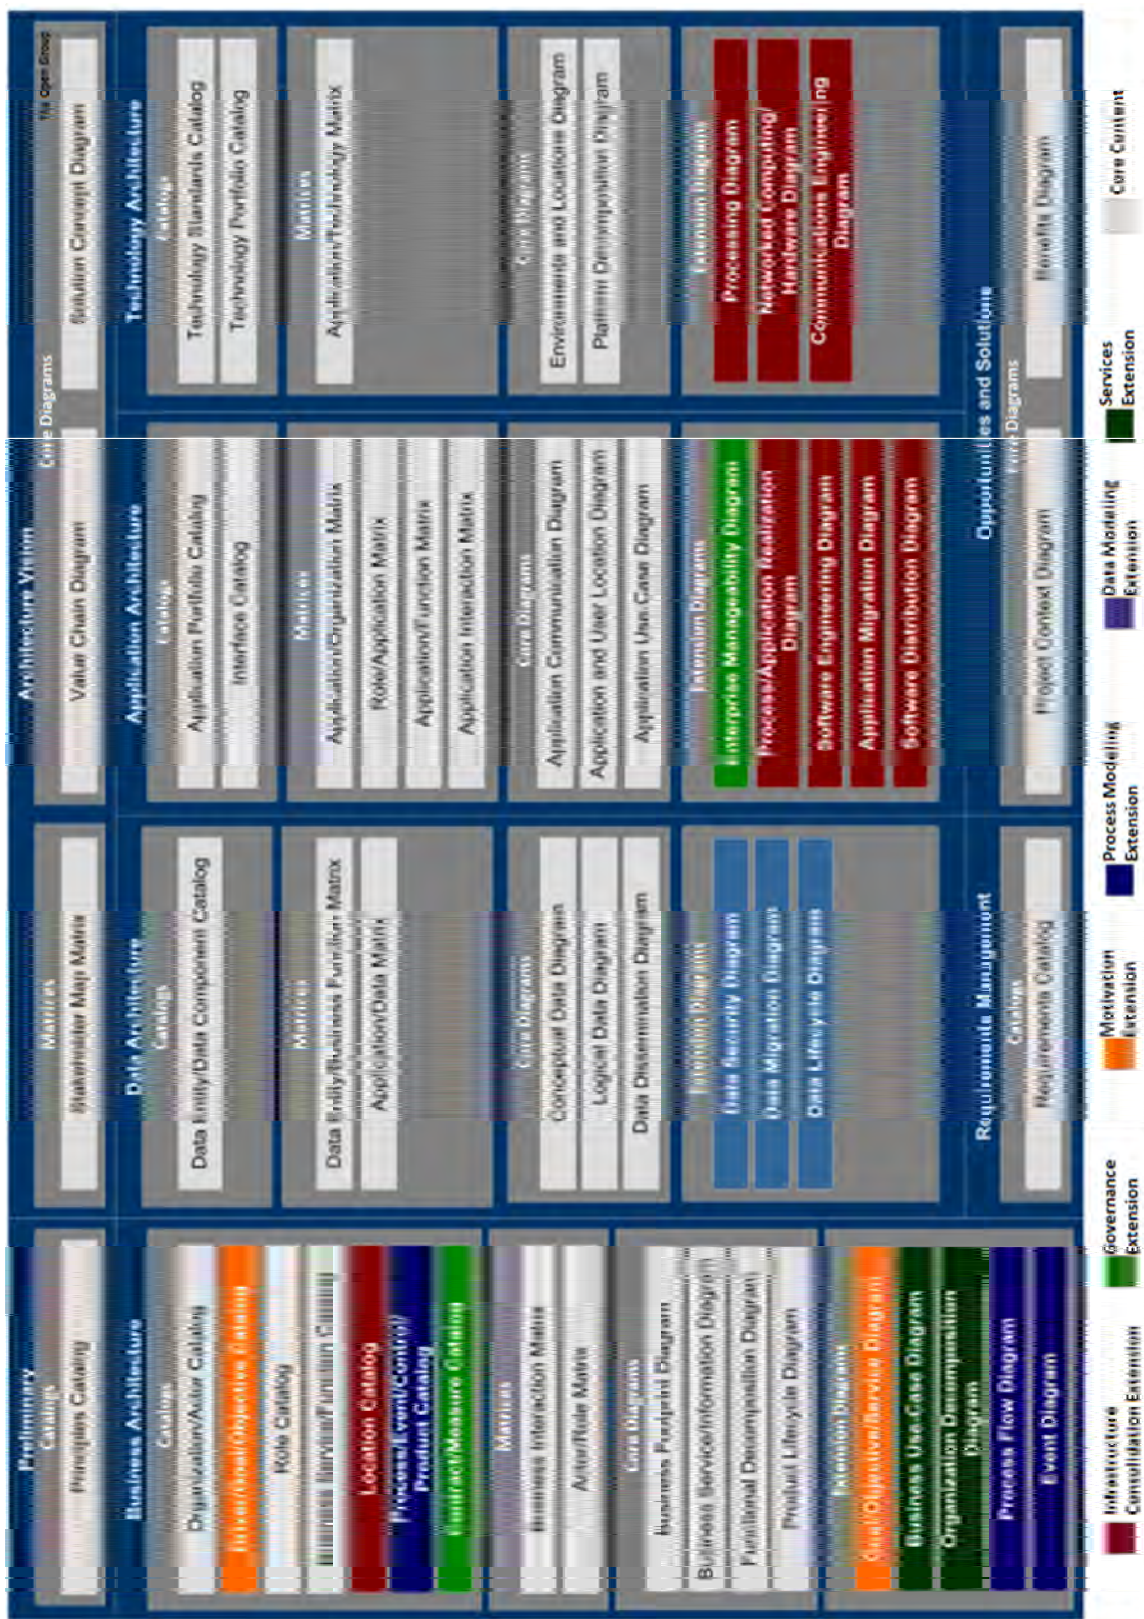 Preliminary
Catalogs
Principles Catalog
Matrices
Stakeholder Map Matrix
Architecture Vision
Core Diagrams
Value Chain Diagram
Solution Concept Diagram
Open Group
Business Architecture
Catalogs
Organization/Actor Catalog
Driver/Goal/Objective Catalog
Role Catalog
Business Service/Function Catalog
Location Catalog
Process/Event/Control/
Product Catalog
Contract/Measure Catalog
Matrices
Business Interaction Matrix
Actor/Role Matrix
Core Diagrams
Business Footprint Diagram
Business Service/Information Diagram
Functional Decomposition Diagram
Product Lifecycle Diagram
Extension Diagrams
Goal/Objective/Service Diagram
Business Use-Case Diagram
Organization Decomposition
Diagram
Process Flow Diagram
Event Diagram
Data Architecture
Catalogs
Data Entity/Data Component Catalog
Matrices
Data Entity/Business Function Matrix
Application/Data Matrix
Core Diagrams
Conceptual Data Diagram
Logical Data Diagram
Data Dissemination Diagram
Extension Diagrams
Data Security Diagram
Data Migration Diagram
Data Lifecycle Diagram
Application Architecture
Catalogs
Application Portfolio Catalog
Interface Catalog
Matrices
Application/Organization Matrix
Role/Application Matrix
Application/Function Matrix
Application Interaction Matrix
Core Diagrams
Application Communication Diagram
Application and User Location Diagram
Application Use-Case Diagram
Extension Diagrams
Enterprise Manageability Diagram
Process/Application Realization
Diagram
Software Engineering Diagram
Application Migration Diagram
Software Distribution Diagram
Technology Architecture
Catalogs
Technology Standards Catalog
Technology Portfolio Catalog
Matrices
Application/Technology Matrix
Core Diagrams
Environments and Locations Diagram
Platform Decomposition Diagram
Extension Diagrams
Processing Diagram
Networked Computing/
Hardware Diagram
Communications Engineering
Diagram
Requirements Management
Catalogs
Requirements Catalog
Opportunities and Solutions
Core Diagrams
Project Context Diagram
Benefits Diagram
Infrastructure
Consolidation Extension
Governance
Extension
Motivation
Extension
Process Modeling
Extension
Data Modeling
Extension
Services
Extension
Core Content